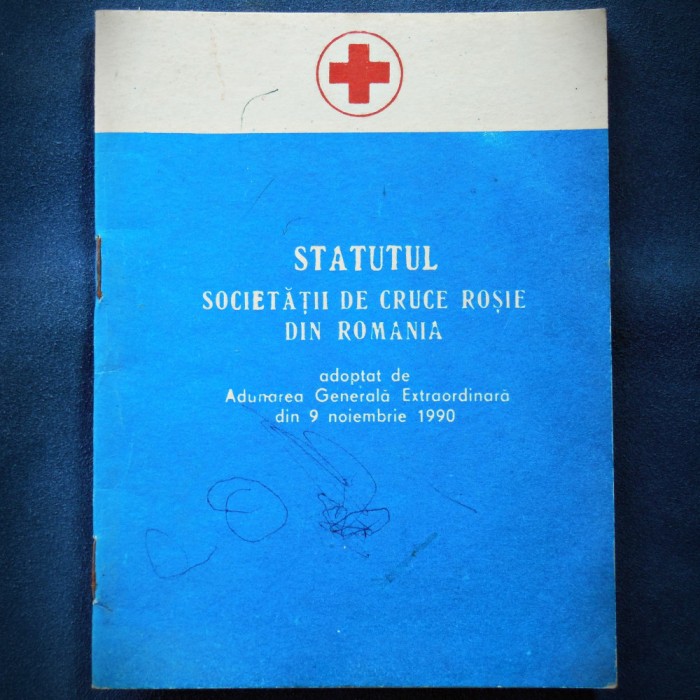 STATUTUL
SOCIETĂȚII DE CRUCE ROȘIE
DIN ROMANIA
adoptat de
Adunarea Generală Extraordinară
din 9 noiembrie 1990